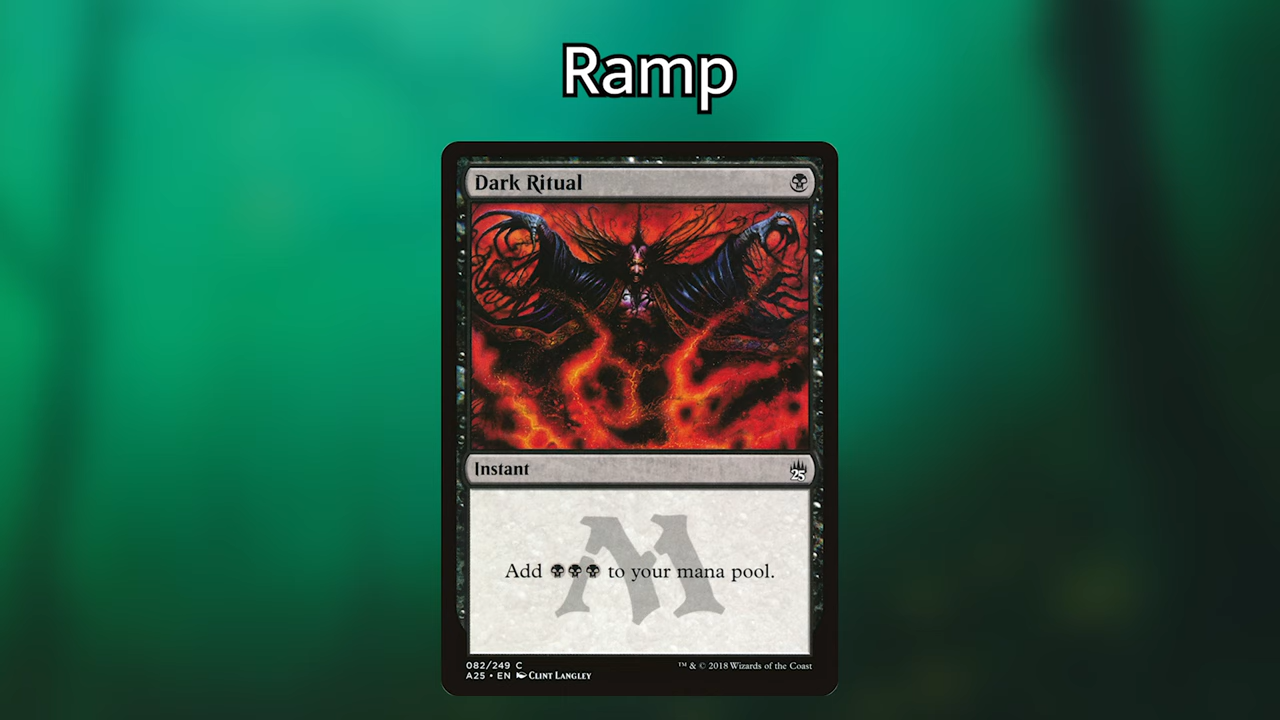 Ramp
Dark Ritual
Instant
25
Add to your mana pool.
M
082/249 C
A25 • EN CLINT LANGLEY
™ & © 2018 Wizards of the Coast